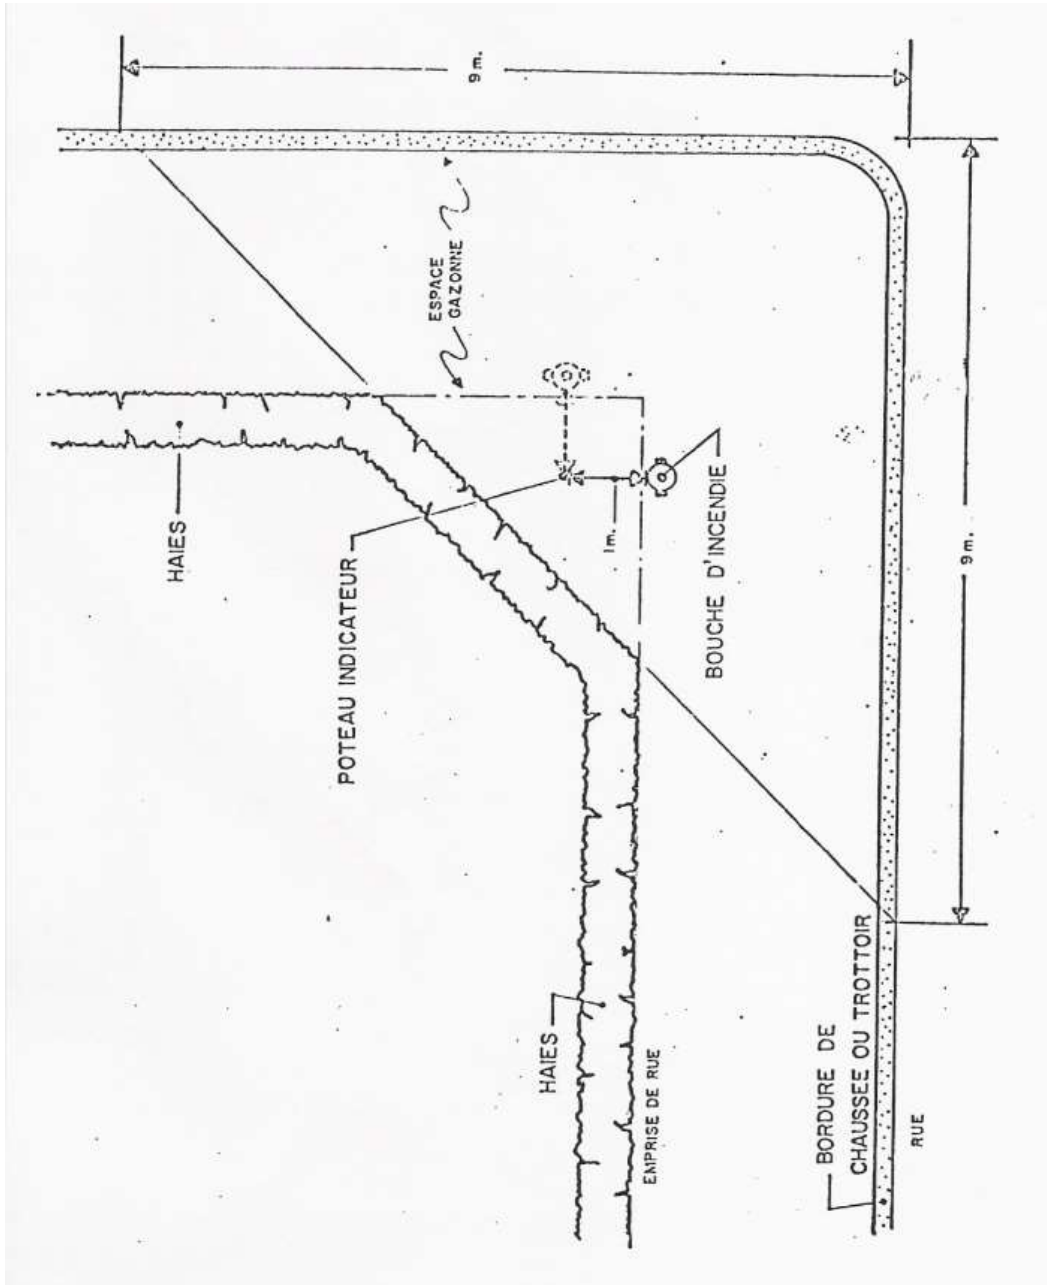 9 m.
ESPACE
GAZONNE
HAIES
POTEAU INDICATEUR
1m.
BOUCHE D'INCENDIE
9 m.
HAIES
EMPRISE DE RUE
BORDURE DE
CHAUSSEE OU TROTTOIR
RUE